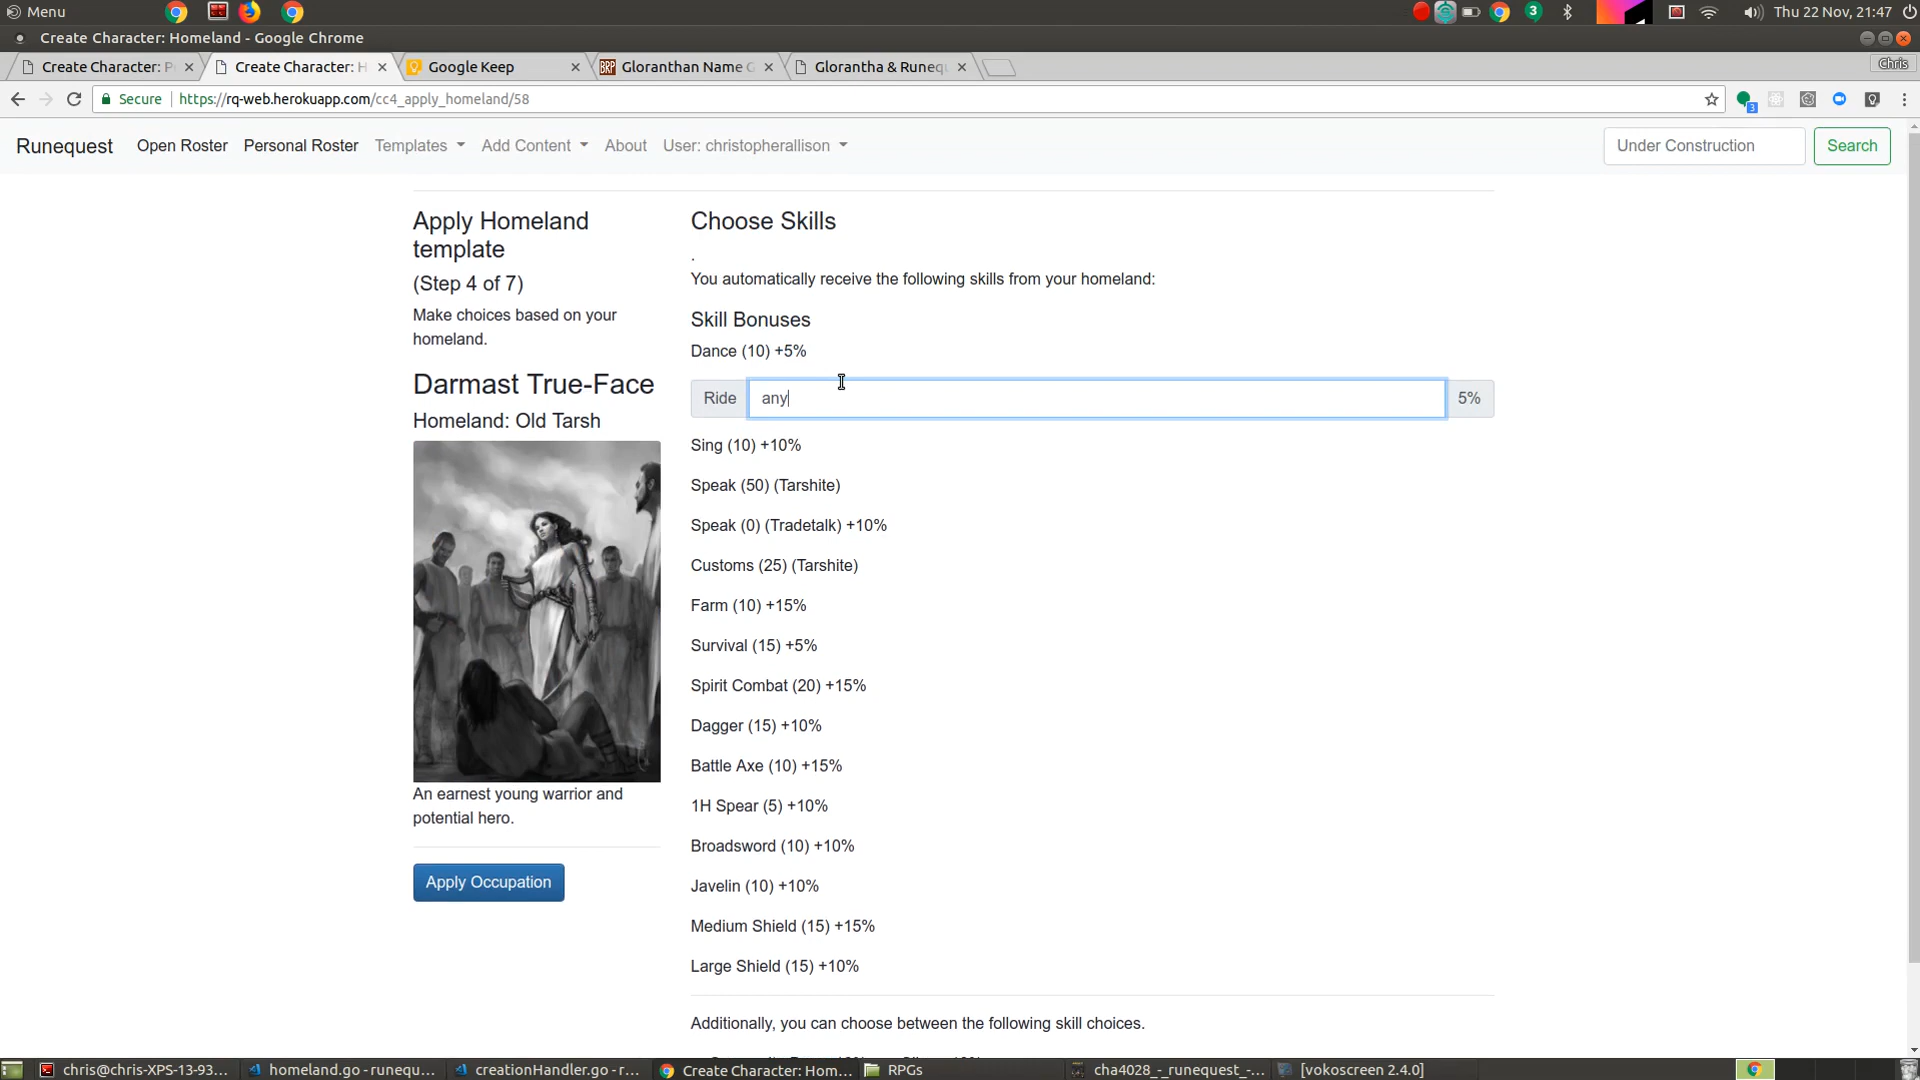 Menu
3
Thu 22 Nov, 21:47
Create Character: Homeland - Google Chrome
Create Character: P
Create Character: H
Google Keep
BRP
Gloranthan Name G
Glorantha & Runequ
Chris
Secure
https://rq-web.herokuapp.com/cc4_apply_homeland/58
3
Runequest
Open Roster
Personal Roster
Templates
Add Content
About
User: christopherallison
Under Construction
Search
Apply Homeland
template
(Step 4 of 7)
Make choices based on your
homeland.
Darmast True-Face
Homeland: Old Tarsh
An earnest young warrior and
potential hero.
Apply Occupation
Choose Skills
.
You automatically receive the following skills from your homeland:
Skill Bonuses
Dance (10) +5%
Ride
any
5%
Sing (10) +10%
Speak (50) (Tarshite)
Speak (0) (Tradetalk) +10%
Customs (25) (Tarshite)
Farm (10) +15%
Survival (15) +5%
Spirit Combat (20) +15%
Dagger (15) +10%
Battle Axe (10) +15%
1H Spear (5) +10%
Broadsword (10) +10%
Javelin (10) +10%
Medium Shield (15) +15%
Large Shield (15) +10%
Additionally, you can choose between the following skill choices.
chris@chris-XPS-13-93...
homeland.go - runequ...
creationHandler.go - r...
Create Character: Hom...
RPGs
cha4028_-_runequest_-...
[vokoscreen 2.4.0]